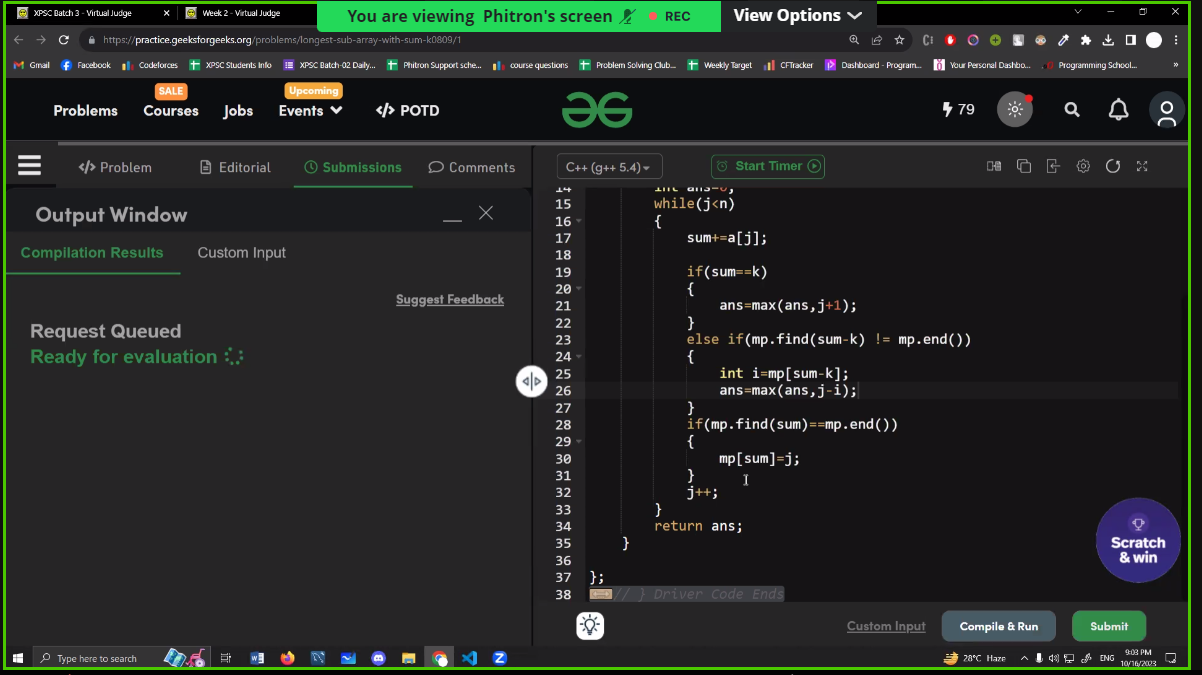 XPSC Batch 3 - Virtual Judge
Week 2 - Virtual Judge
You are viewing Phitron's screen
REC
View Options
https://practice.geeksforgeeks.org/problems/longest-sub-array-with-sum-k0809/1
Gmail
Facebook
Codeforces
XPSC Students Info
XPSC Batch-02 Daily...
Phitron Support sche...
course questions
Problem Solving Club...
Weekly Target
CFTracker
Dashboard - Program...
Your Personal Dashbo...
Programming School...
»
SALE
Upcoming
Problems
Courses
Jobs
Events
</> POTD
79
</> Problem
Editorial
Submissions
Comments
C++ (g++ 5.4)
Start Timer
Output Window
Compilation Results
Custom Input
Suggest Feedback
Request Queued
Ready for evaluation
14 int ans=0;
15 while(j<n)
16 {
17 sum+=a[j];
18
19 if(sum==k)
20 {
21 ans=max(ans,j+1);
22 }
23 else if(mp.find(sum-k) != mp.end())
24 {
25 int i=mp[sum-k];
26 ans=max(ans,j-i);
27 }
28 if(mp.find(sum)==mp.end())
29 {
30 mp[sum]=j;
31 }
32 j++;
33 }
34 return ans;
35 }
36
37 };
38 // } Driver Code Ends
Scratch
& win
Custom Input
Compile & Run
Submit
Type here to search
28°C Haze
ENG
9:03 PM
10/16/2023